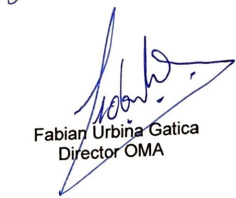 Fabian Urbina Gatica
Director OMA